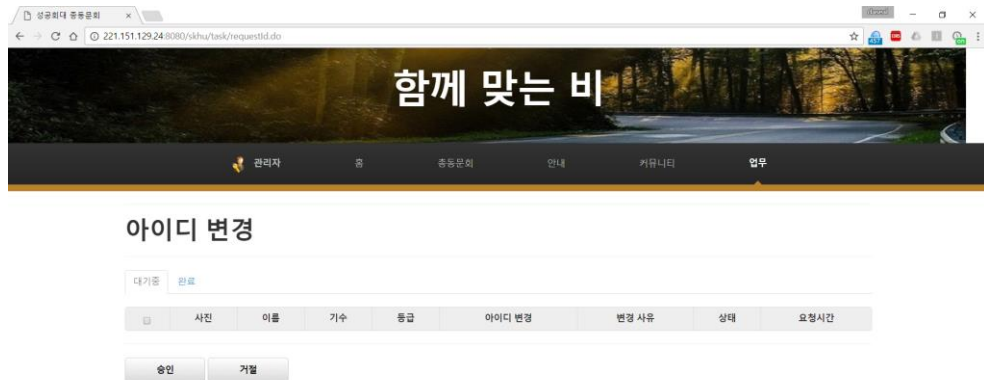 성공회대 총동문회
221.151.129.24:8080/skhu/task/requestId.do
함께 맞는 비
관리자 홈 총동문회 안내 커뮤니티 업무
아이디 변경
대기중 완료
사진 이름 기수 등급 아이디 변경 변경 사유 상태 요청시간
승인 거절